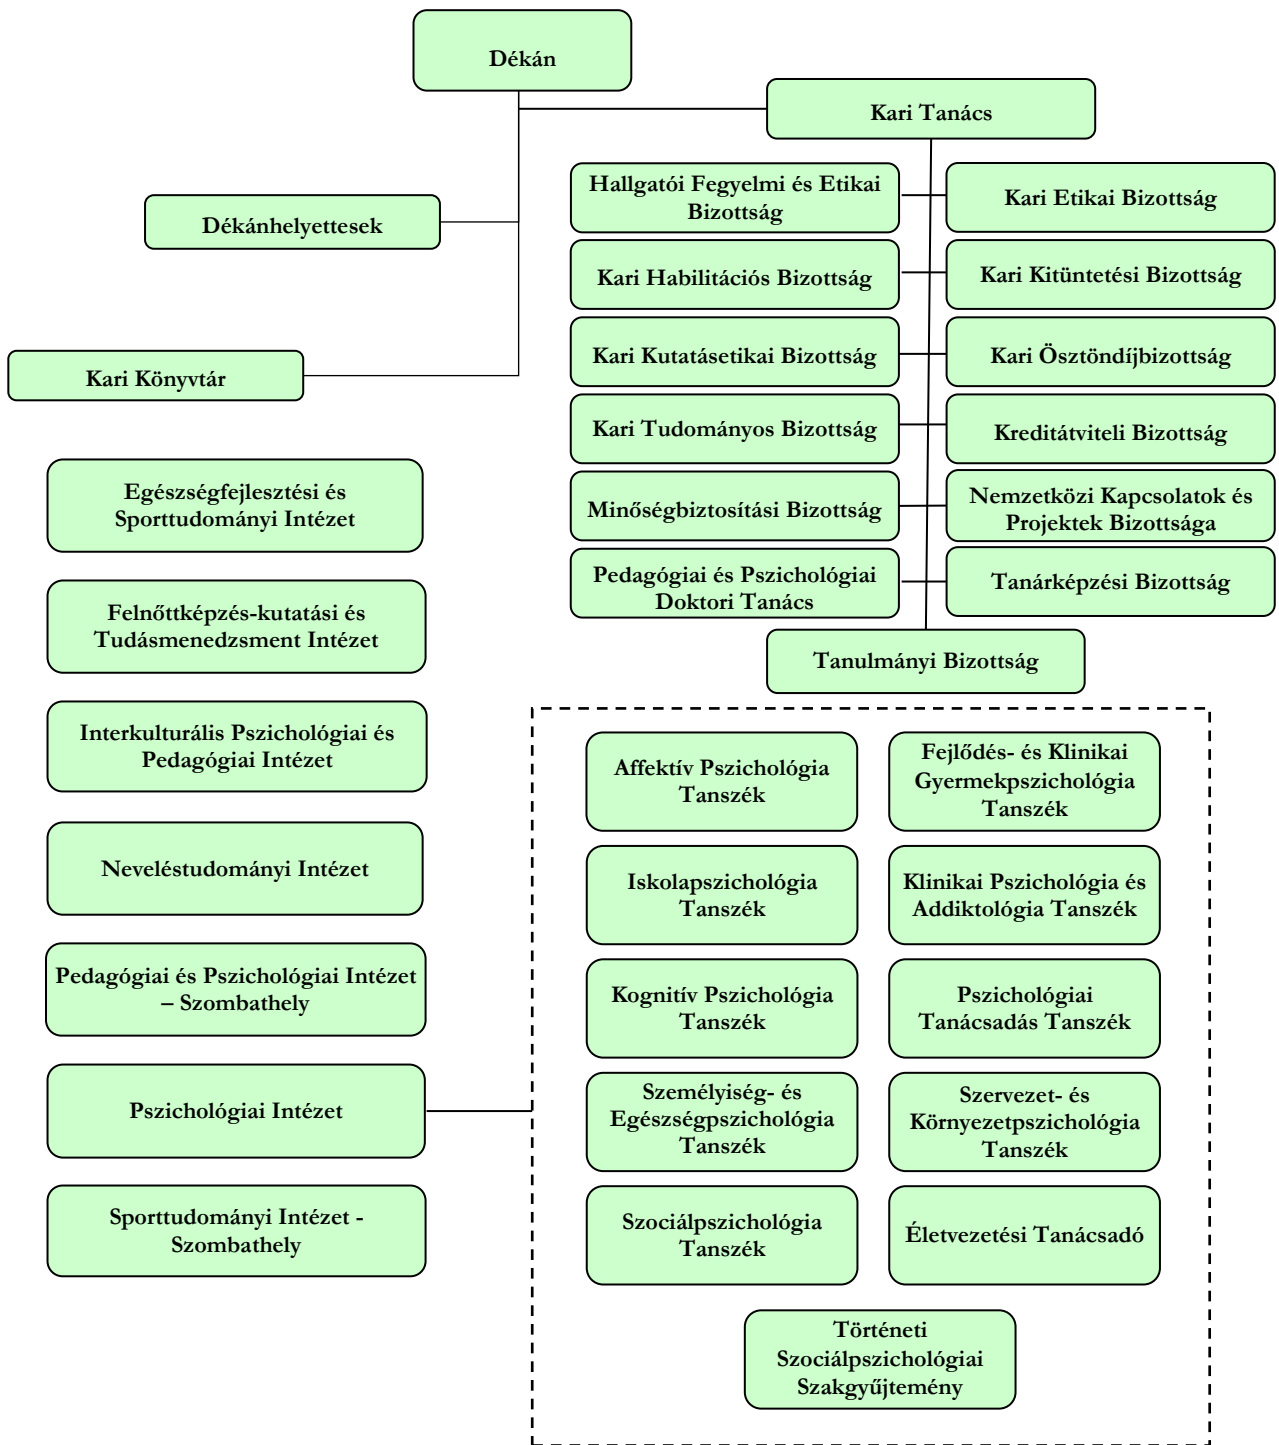 Dékán
Kari Tanács
Dékánhelyettesek
Kari Könyvtár
Hallgatói Fegyelmi és Etikai
Bizottság
Kari Etikai Bizottság
Kari Habilitációs Bizottság
Kari Kitüntetési Bizottság
Kari Kutatásetikai Bizottság
Kari Ösztöndíjbizottság
Kari Tudományos Bizottság
Kreditátviteli Bizottság
Minőségbiztosítási Bizottság
Nemzetközi Kapcsolatok és
Projektek Bizottsága
Pedagógiai és Pszichológiai
Doktori Tanács
Tanárképzési Bizottság
Tanulmányi Bizottság
Egészségfejlesztési és
Sporttudományi Intézet
Felnőttképzés-kutatási és
Tudásmenedzsment Intézet
Interkulturális Pszichológiai és
Pedagógiai Intézet
Neveléstudományi Intézet
Pedagógiai és Pszichológiai Intézet
– Szombathely
Pszichológiai Intézet
Sporttudományi Intézet -
Szombathely
Affektív Pszichológia
Tanszék
Fejlődés- és Klinikai
Gyermekpszichológia
Tanszék
Iskolapszichológia
Tanszék
Klinikai Pszichológia és
Addiktológia Tanszék
Kognitív Pszichológia
Tanszék
Pszichológiai
Tanácsadás Tanszék
Személyiség- és
Egészségpszichológia
Tanszék
Szervezet- és
Környezetpszichológia
Tanszék
Szociálpszichológia
Tanszék
Életvezetési Tanácsadó
Történeti
Szociálpszichológiai
Szakgyűjtemény